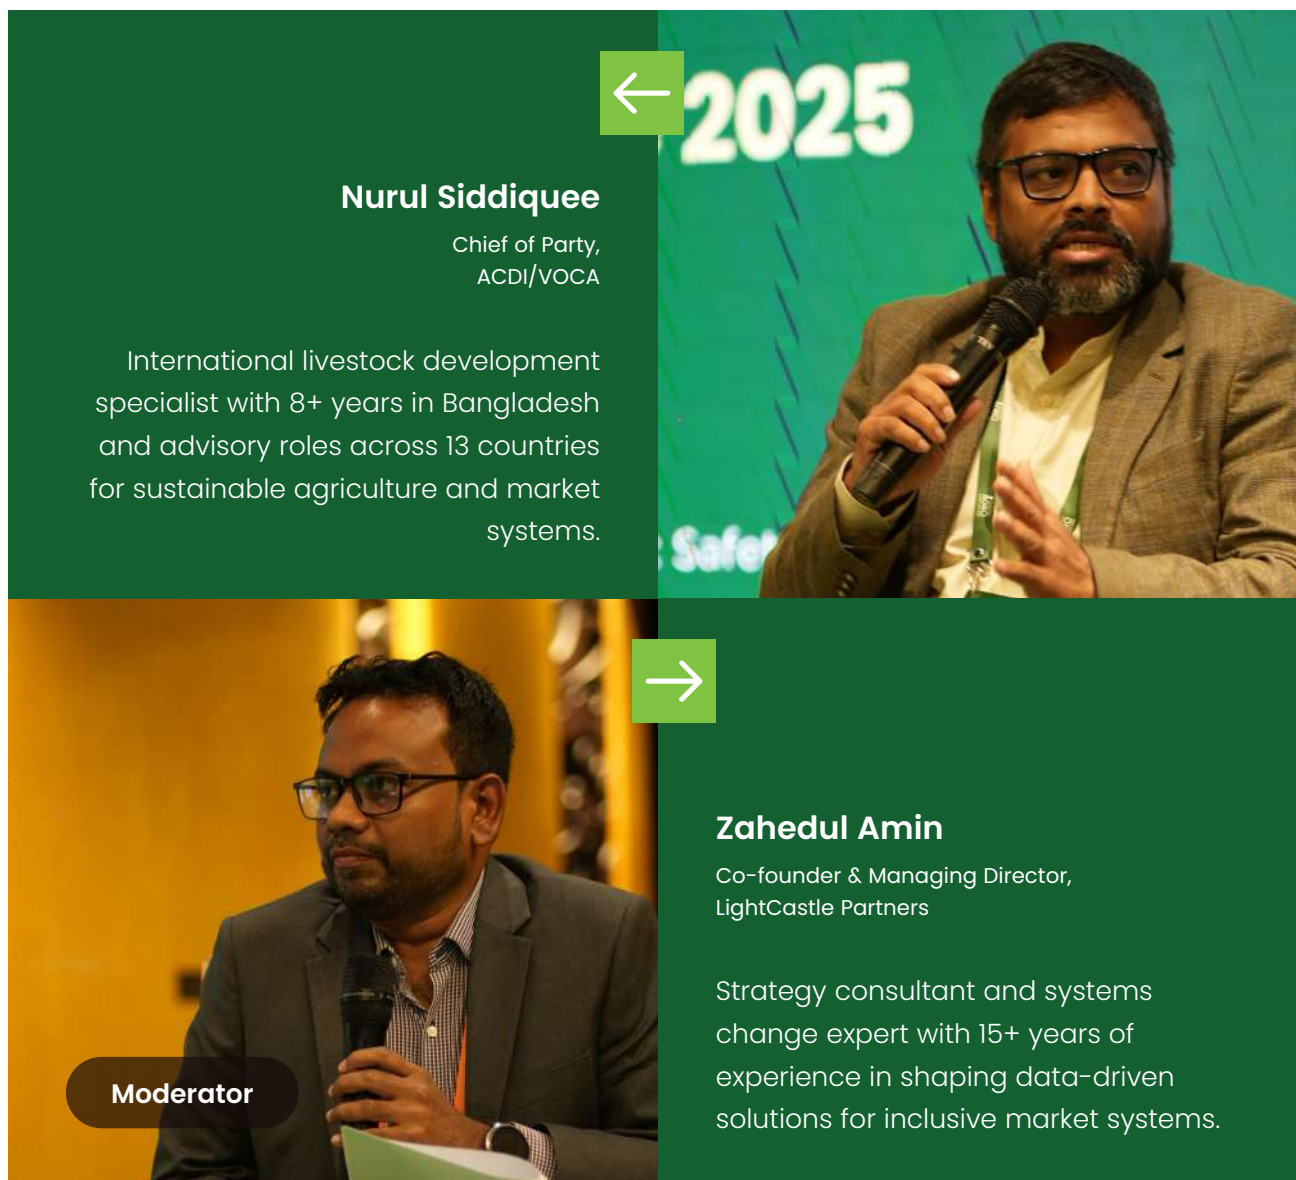 2025
Nurul Siddiquee
Chief of Party,
ACDI/VOCA
International livestock development
specialist with 8+ years in Bangladesh
and advisory roles across 13 countries
for sustainable agriculture and market
systems.
Safet
Zahedul Amin
Co-founder & Managing Director,
LightCastle Partners
Strategy consultant and systems
change expert with 15+ years of
experience in shaping data-driven
solutions for inclusive market systems.
Moderator